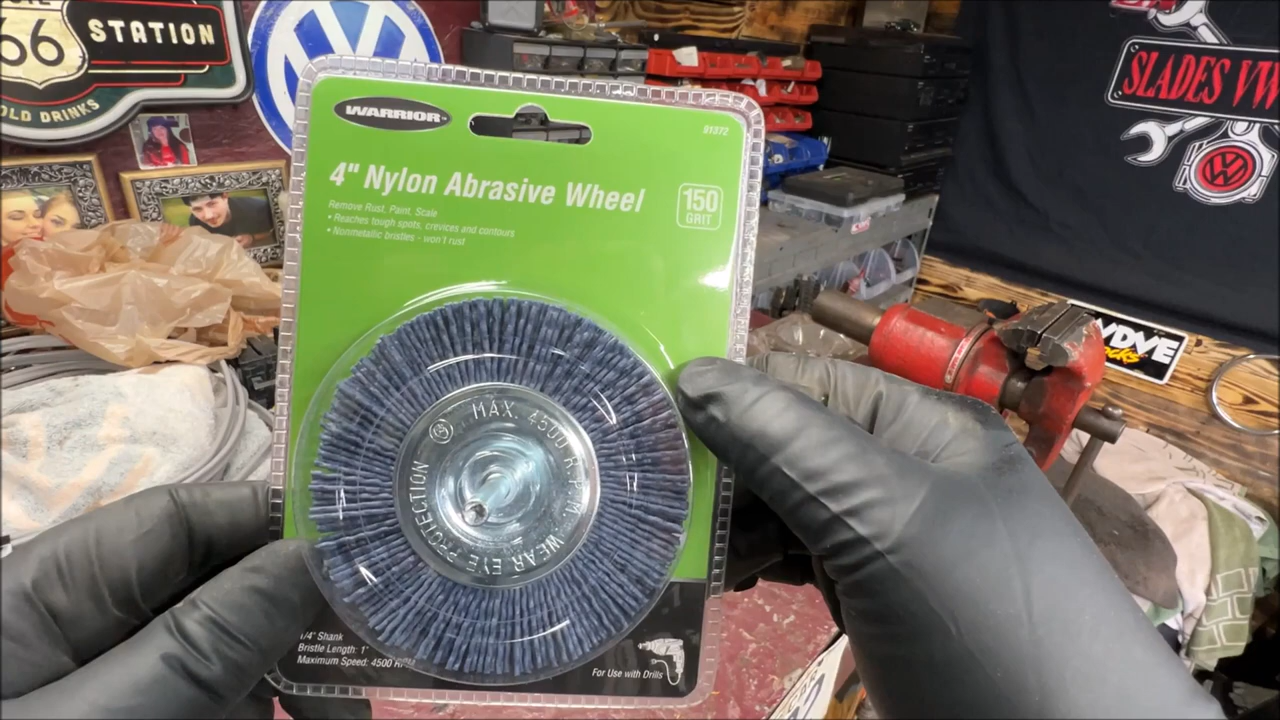 66 STATION
OLD DRINKS
WARRIOR
91372
4" Nylon Abrasive Wheel
150
GRIT
Remove Rust, Paint, Scale
• Reaches tough spots, crevices and contours
• Nonmetallic bristles - won't rust
MAX. 4500 R.P.M. WEAR EYE PROTECTION
1/4" Shank
Bristle Length: 1"
Maximum Speed: 4500 RPM
For Use with Drills
SLADES VW